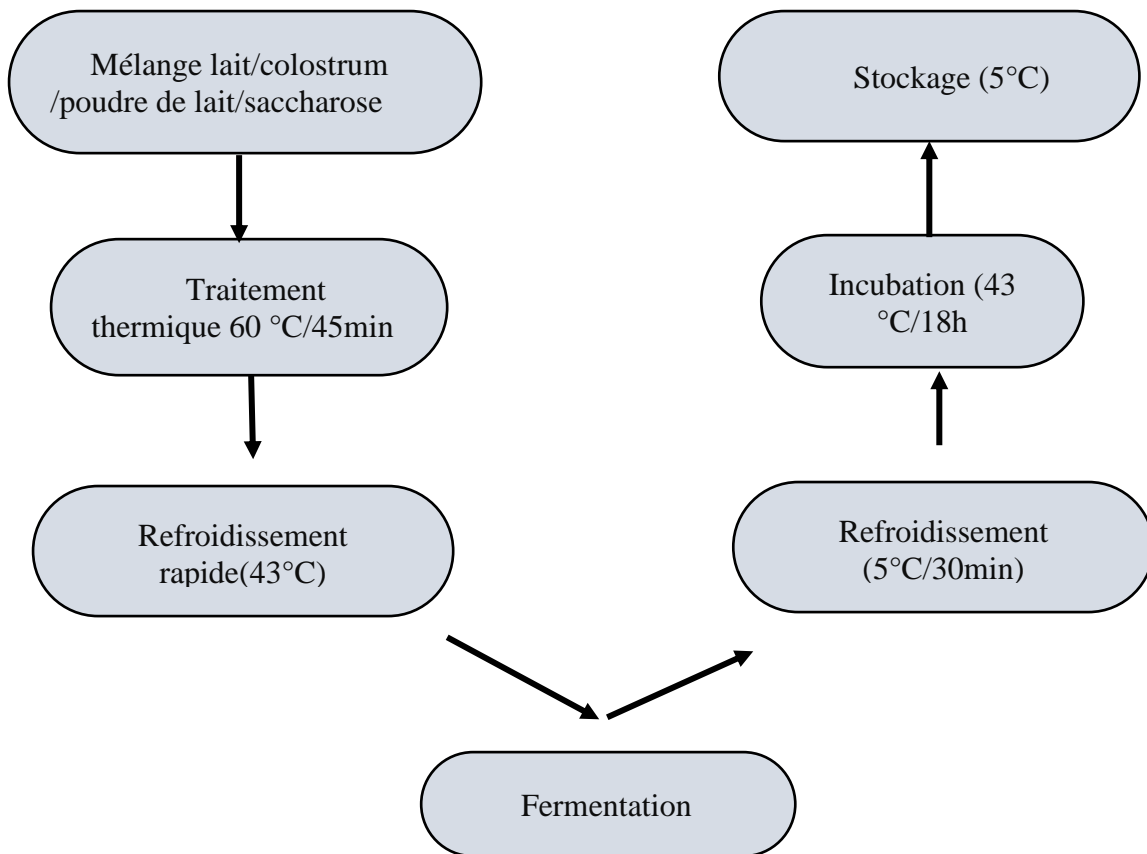 Mélange lait/colostrum
/poudre de lait/saccharose
Traitement
thermique 60 °C/45min
Refroidissement
rapide(43°C)
Fermentation
Refroidissement
(5°C/30min)
Incubation (43
°C/18h
Stockage (5°C)